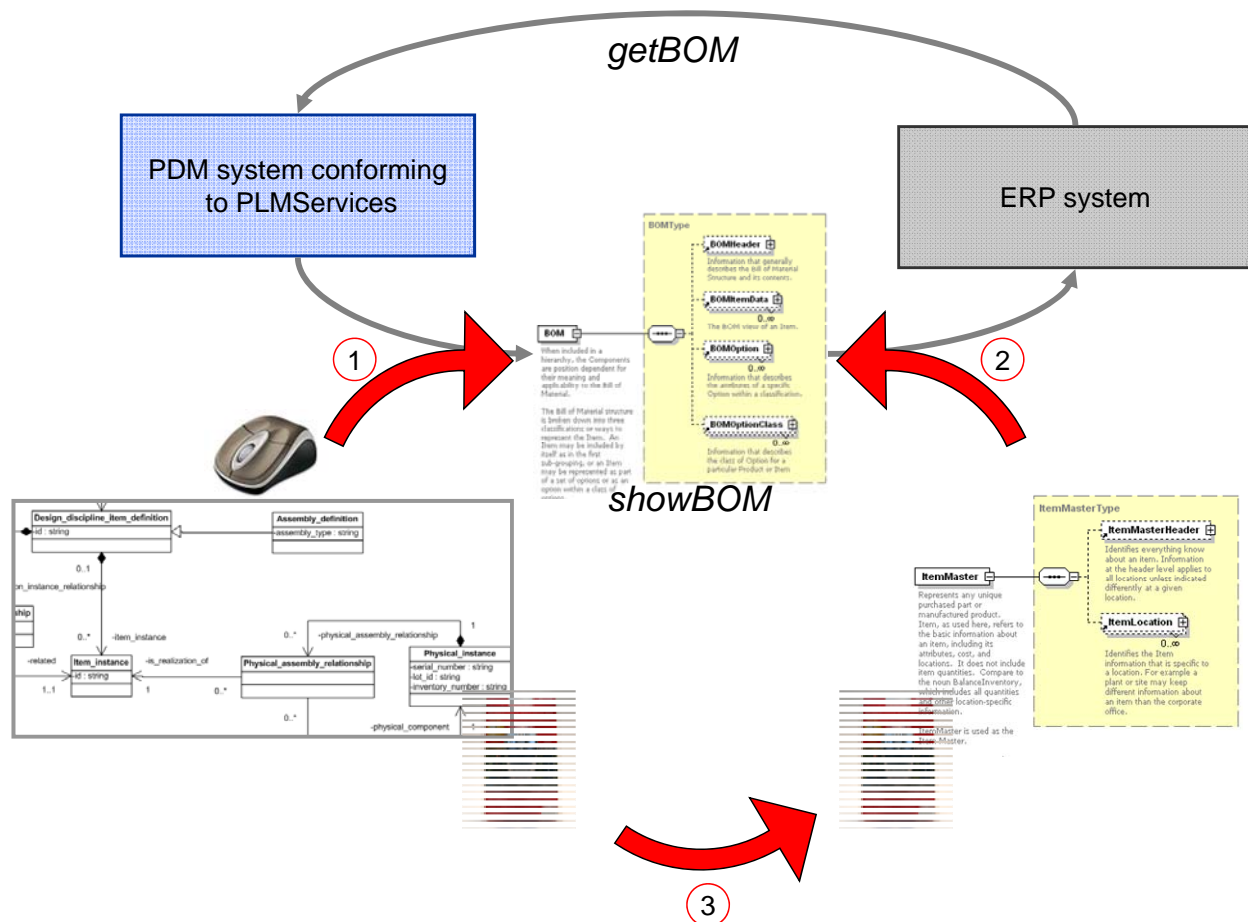 getBOM
PDM system conforming
to PLMServices
ERP system
BOMType
BOMHeader
Information that generally
describes the Bill of Material
Structure and its contents.
BOMItemData
0..∞
The BOM view of an Item.
BOM
BOMOption
0..∞
Information that describes
the attributes of a specific
Option within a classification.
BOMOptionClass
0..∞
Information that describes
the class of Option for a
particular Product or Item
When included in a
hierarchy, the Components
are position dependent for
their meaning and
applicability to the Bill of
Material.
The Bill of Material structure
is broken down into three
classifications or ways to
represent the Item. An
Item may be included by
itself as in the first
sub-grouping, or an Item
may be represented as part
of a set of options or as an
option within a class of
options.
1
2
showBOM
Design_discipline_item_definition
-id : string
Assembly_definition
-assembly_type : string
0..1
on_instance_relationship
ship
0..*
-item_instance
0..*
-physical_assembly_relationship
1
-related
Item_instance
-id : string
-is_realization_of
Physical_assembly_relationship
Physical_instance
-serial_number : string
-lot_id : string
-inventory_number : string
1..1
1
0..*
0..*
-physical_component
1
ItemMasterType
ItemMasterHeader
Identifies everything know
about an item. Information
at the header level applies to
all locations unless indicated
differently at a given
location.
ItemMaster
ItemLocation
0..∞
Identifies the Item
information that is specific to
a location. For example a
plant or site may keep
different information about
an item than the corporate
office.
Represents any unique
purchased part or
manufactured product.
Item, as used here, refers to
the basic information about
an item, including its
attributes, cost, and
locations. It does not include
item quantities. Compare to
the noun BalanceInventory,
which includes all quantities
and other location-specific
information.
ItemMaster is used as the
Item Master.
3